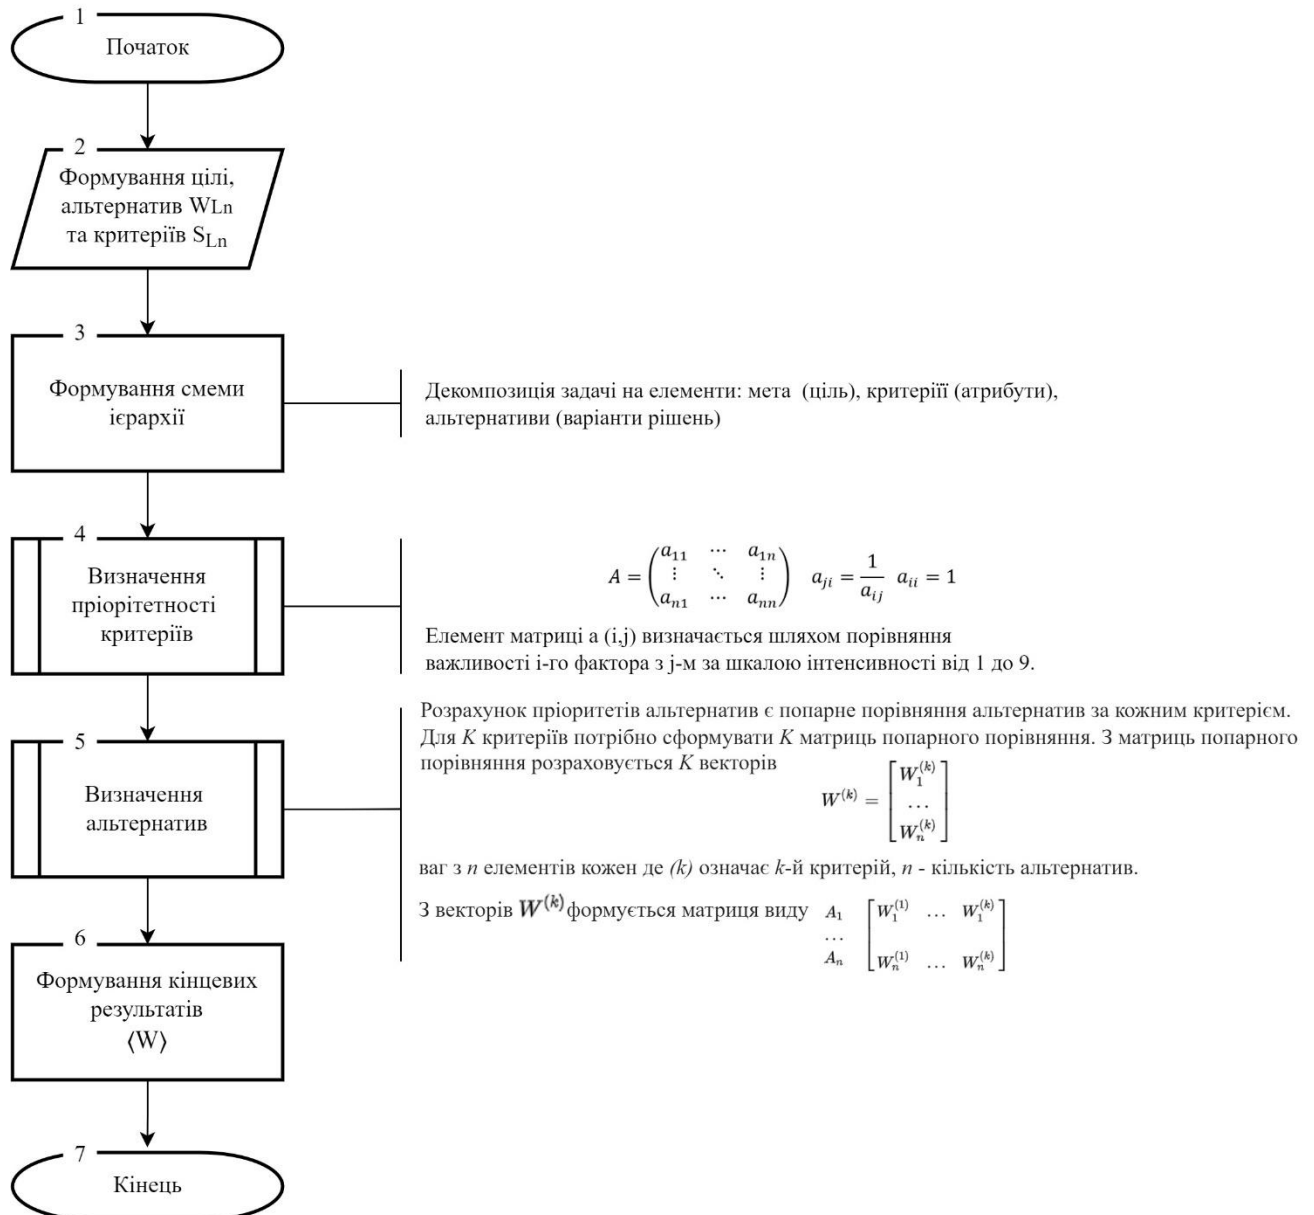 1
Початок
2
Формування цілі,
альтернатив WLn
та критеріїв SLn
3
Формування смеми
ієрархії
Декомпозиція задачі на елементи: мета (ціль), критеріїї (атрибути),
альтернативи (варіанти рішень)
4
Визначення
пріорітетності
критеріїв
A = (a11 ⋯ a1n
⋮ ⋱ ⋮
an1 ⋯ ann) aji = 1/aij aii = 1
Елемент матриці a (i,j) визначається шляхом порівняння
важливості і-го фактора з j-м за шкалою інтенсивності від 1 до 9.
5
Визначення
альтернатив
Розрахунок пріоритетів альтернатив є попарне порівняння альтернатив за кожним критерієм.
Для K критеріїв потрібно сформувати K матриць попарного порівняння. З матриць попарного
порівняння розраховується K векторів
W(k) = [W1(k)
…
Wn(k)]
ваг з n елементів кожен де (k) означає k-й критерій, n - кількість альтернатив.
З векторів W(k) формується матриця виду
A1 [W1(1) … W1(k)
…
An Wn(1) … Wn(k)]
6
Формування кінцевих
результатів
⟨W⟩
7
Кінець